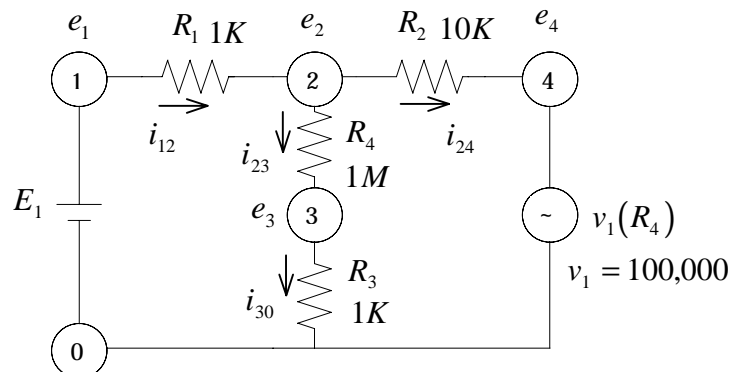 e₁ R₁ 1K e₂ R₂ 10K e₄
1 2 4
i₁₂ i₂₃ R₄ i₂₄
1M
E₁ e₃ 3 ~ v₁(R₄)
R₃ v₁ = 100,000
i₃₀ 1K
0